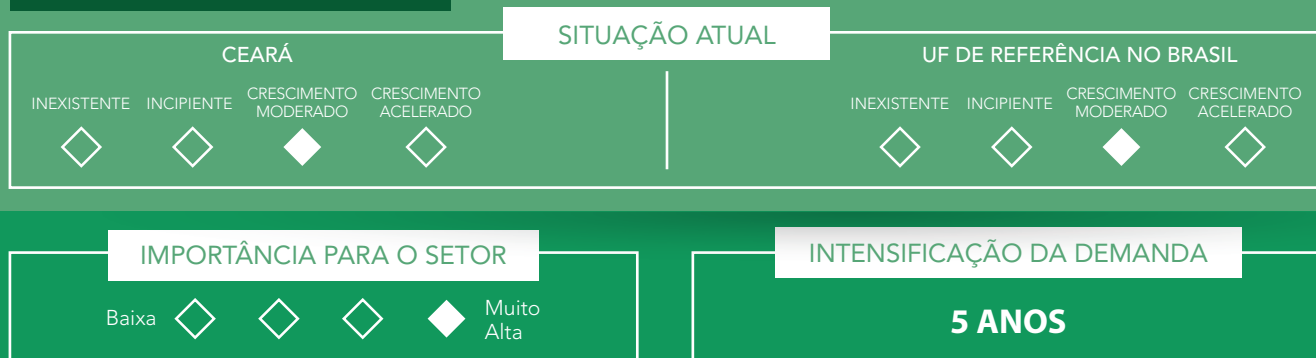 SITUAÇÃO ATUAL
CEARÁ
INEXISTENTE INCIPIENTE CRESCIMENTO MODERADO CRESCIMENTO ACELERADO
UF DE REFERÊNCIA NO BRASIL
INEXISTENTE INCIPIENTE CRESCIMENTO MODERADO CRESCIMENTO ACELERADO
IMPORTÂNCIA PARA O SETOR
Baixa
Muito
Alta
INTENSIFICAÇÃO DA DEMANDA
5 ANOS